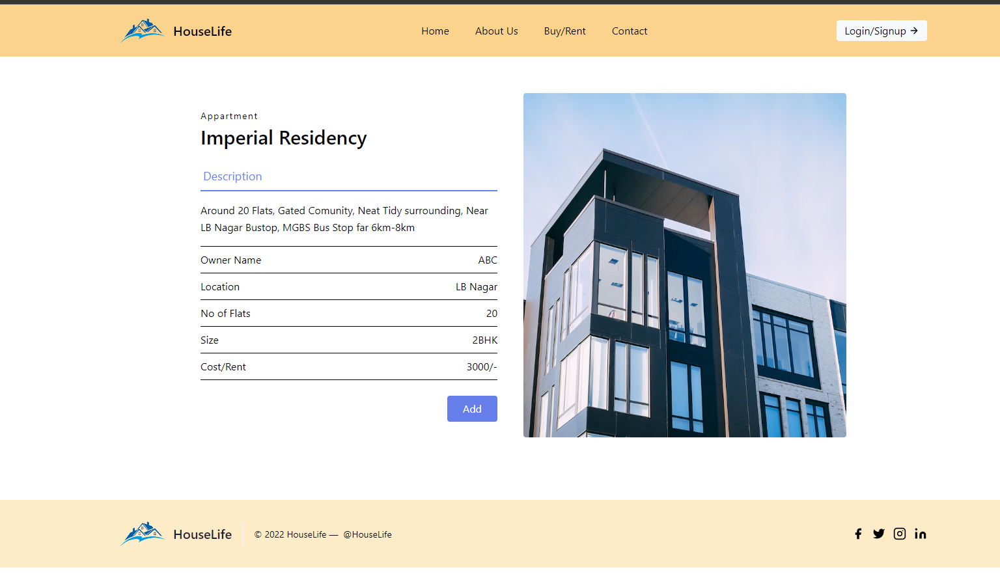 HouseLife
Home About Us Buy/Rent Contact
Login/Signup →
Appartment
Imperial Residency
Description
Around 20 Flats, Gated Comunity, Neat Tidy surrounding, Near
LB Nagar Bustop, MGBS Bus Stop far 6km-8km
Owner Name ABC
Location LB Nagar
No of Flats 20
Size 2BHK
Cost/Rent 3000/-
Add
HouseLife
© 2022 HouseLife — @HouseLife